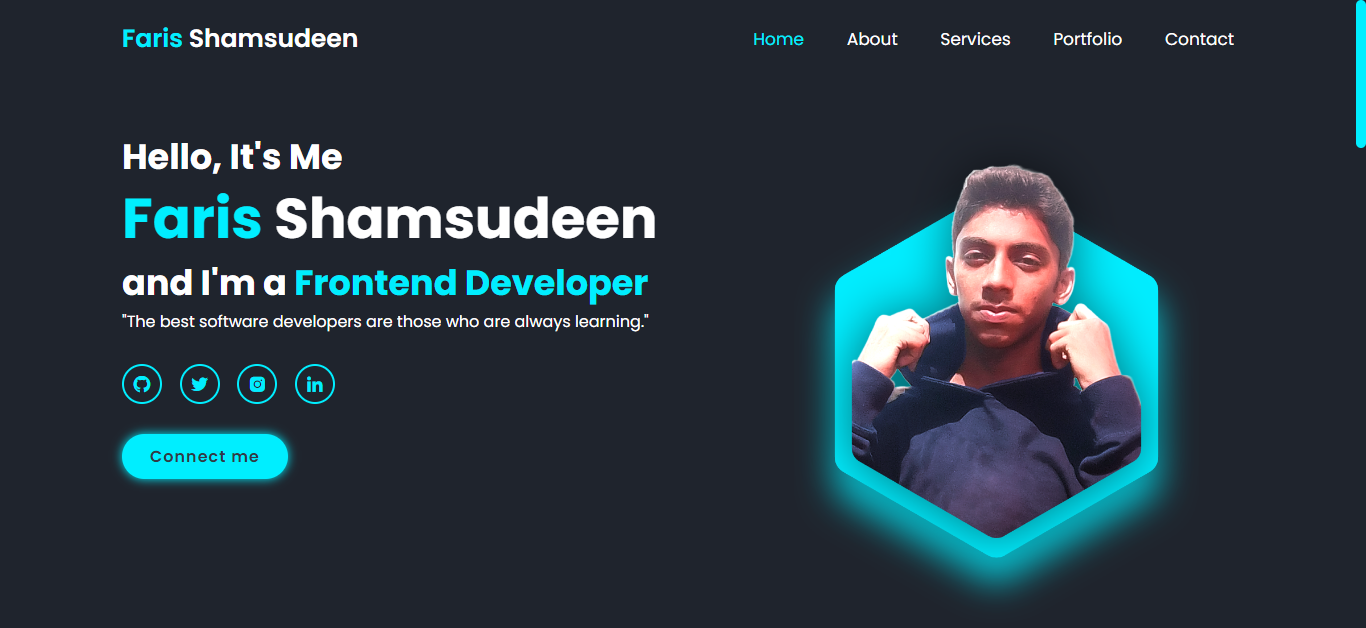 Faris Shamsudeen
Home About Services Portfolio Contact
Hello, It's Me
Faris Shamsudeen
and I'm a Frontend Developer
"The best software developers are those who are always learning."
in
Connect me